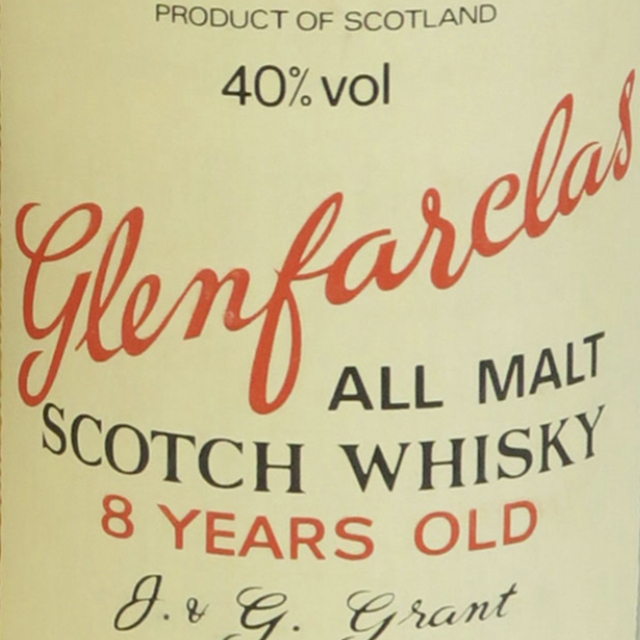 PRODUCT OF SCOTLAND
40% vol
Glenfarclas
ALL MALT
SCOTCH WHISKY
8 YEARS OLD
J. & G. Grant